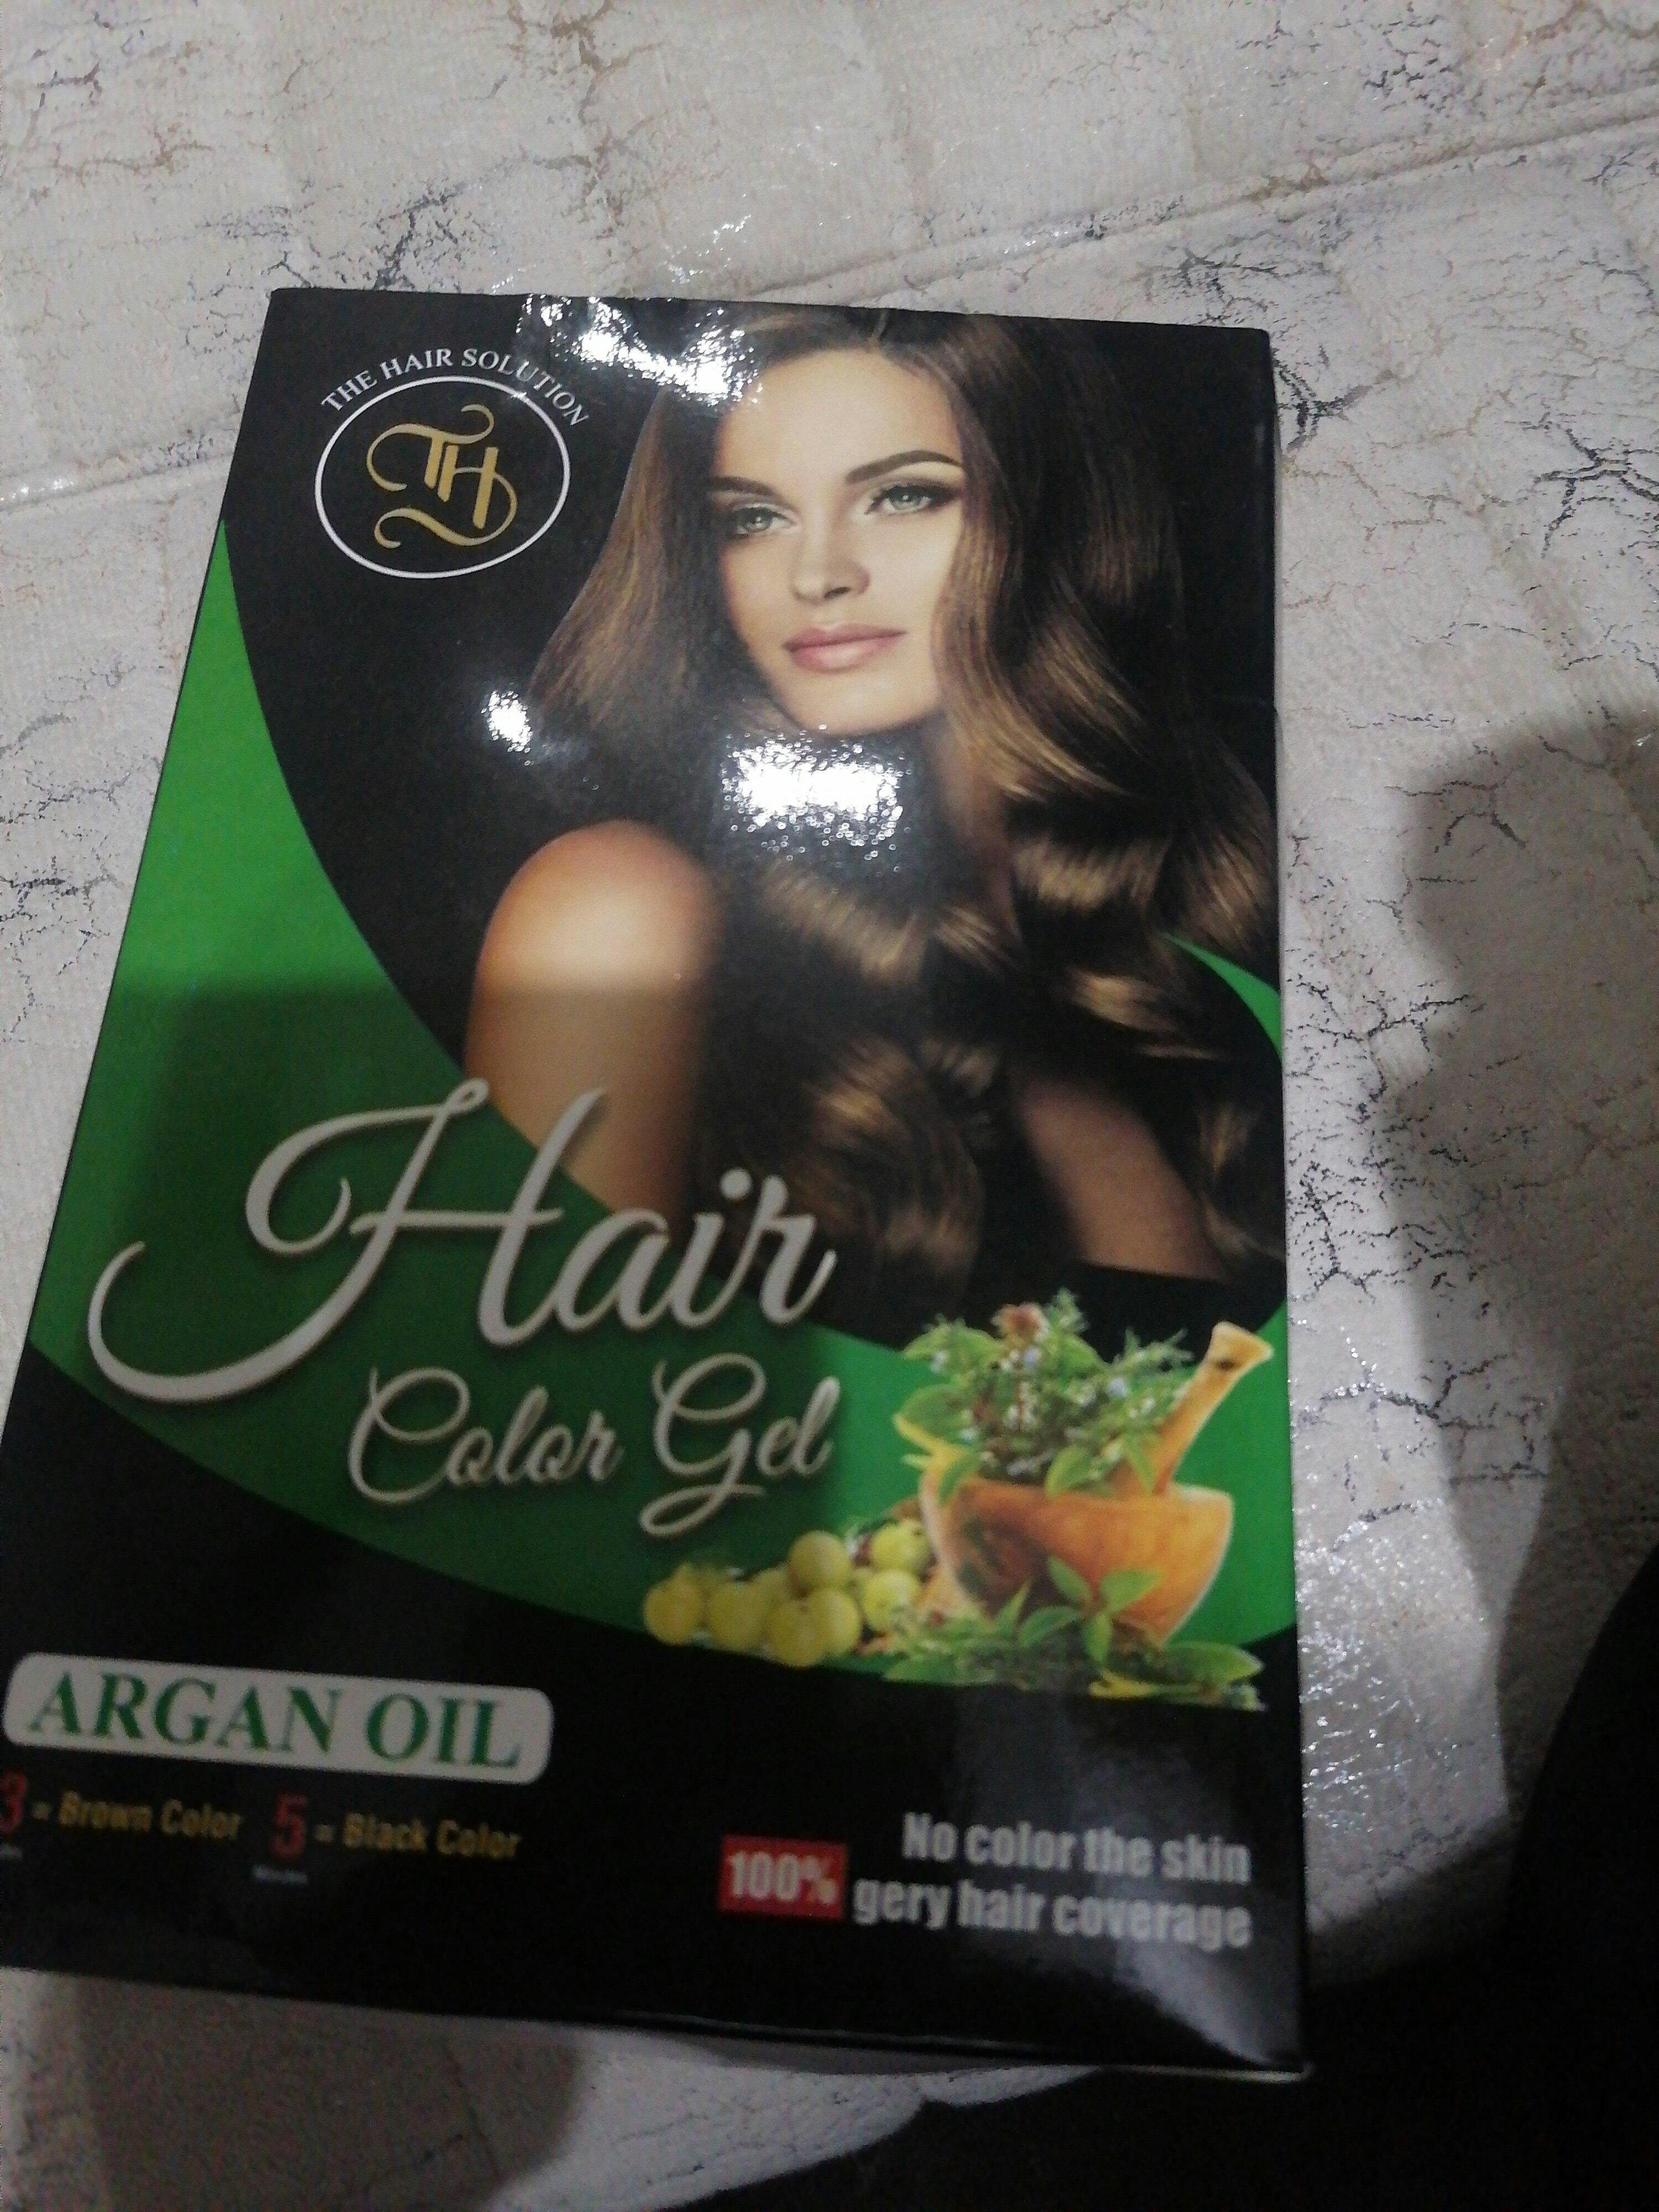 THE HAIR SOLUTION
TH
Hair
Color Gel
ARGAN OIL
3 = Brown Color 5 = Black Color
Minutes
No color the skin
100% gery hair coverage